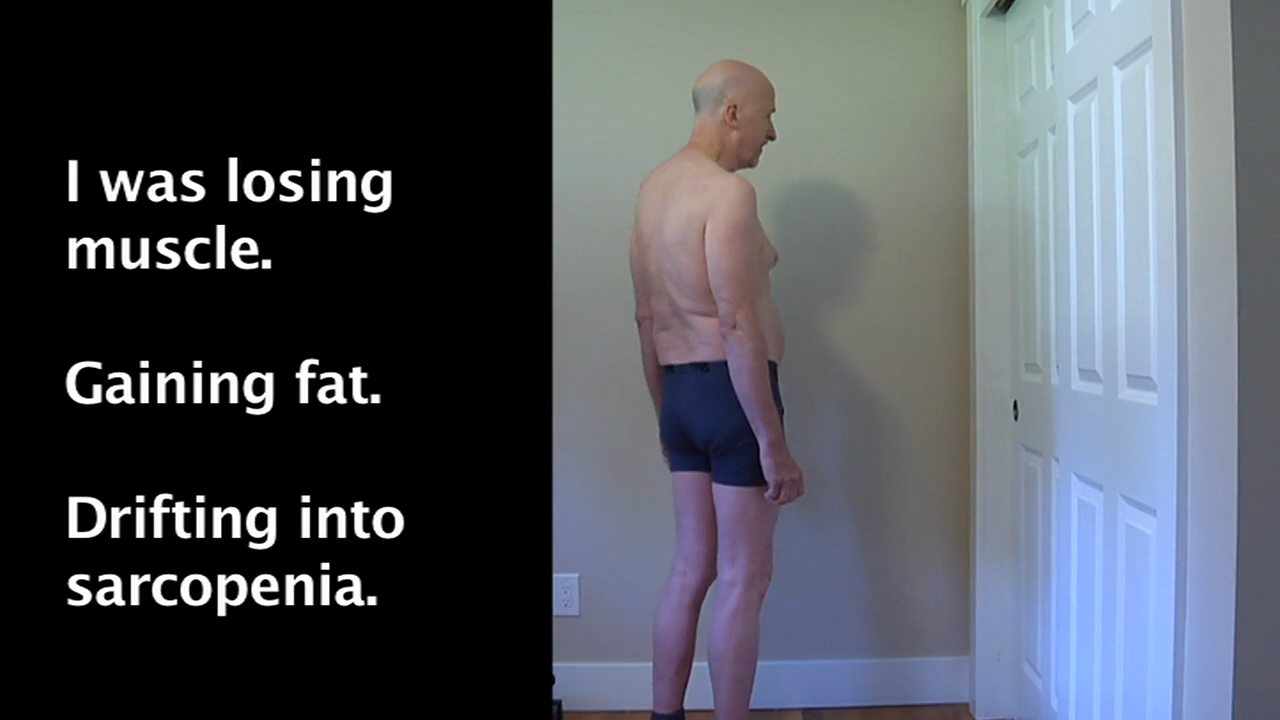 I was losing
muscle.
Gaining fat.
Drifting into
sarcopenia.